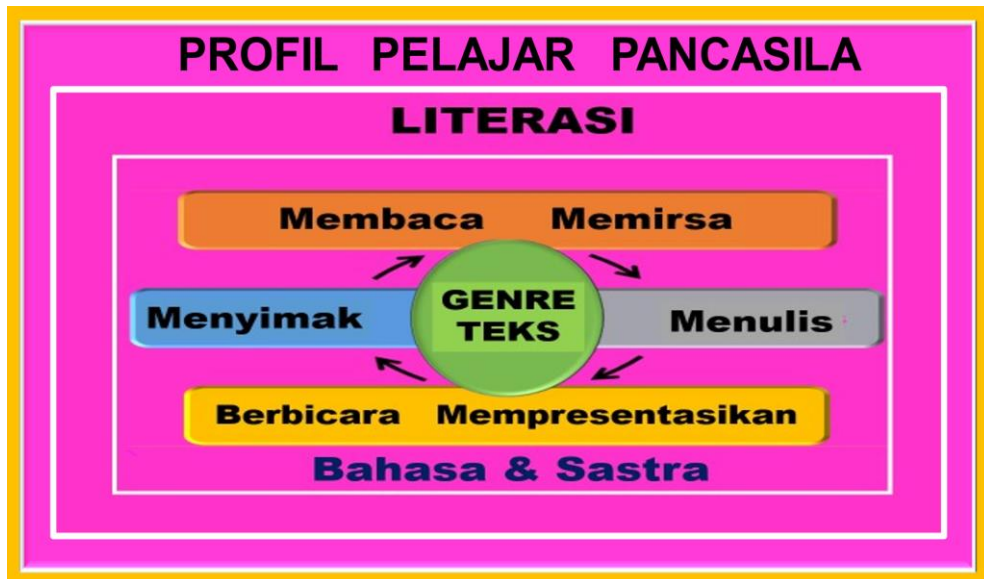 PROFIL PELAJAR PANCASILA
LITERASI
Membaca Memirsa
GENRE
TEKS
Menyimak
Menulis
Berbicara Mempresentasikan
Bahasa & Sastra